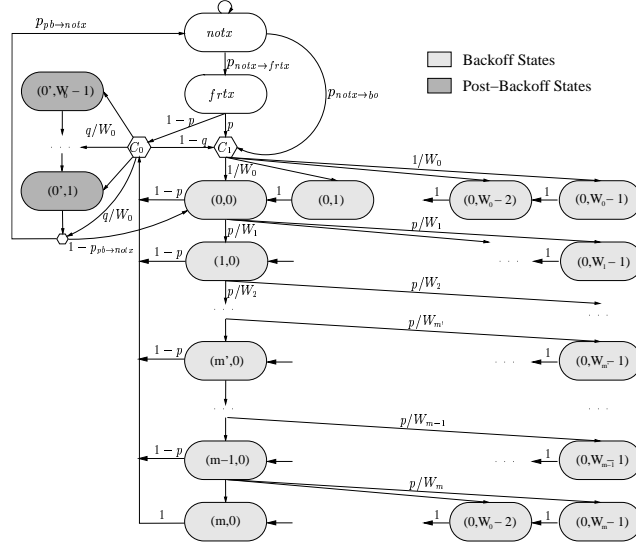 p_{pb→notx}
notx
Backoff States
Post–Backoff States
p_{notx→frtx}
p_{notx→bo}
(0',W_0 − 1)
frtx
1 − p
p
q/W_0
C_0
1 − q
C_1
. . .
1/W_0
1/W_0
(0',1)
q/W_0
1 − p
(0,0)
1
(0,1)
(0,W_0 − 2)
1
(0,W_0 − 1)
1 − p_{pb→notx}
p/W_1
p/W_1
1 − p
(1,0)
. . .
1
(0,W_1 − 1)
p/W_2
p/W_2
. . .
. . .
p/W_{m'}
1 − p
(m',0)
. . .
1
(0,W_m − 1)
. . .
. . .
p/W_{m−1}
1 − p
(m−1,0)
. . .
1
(0,W_{m−1} − 1)
p/W_m
1
(m,0)
1
(0,W_0 − 2)
1
(0,W_m − 1)